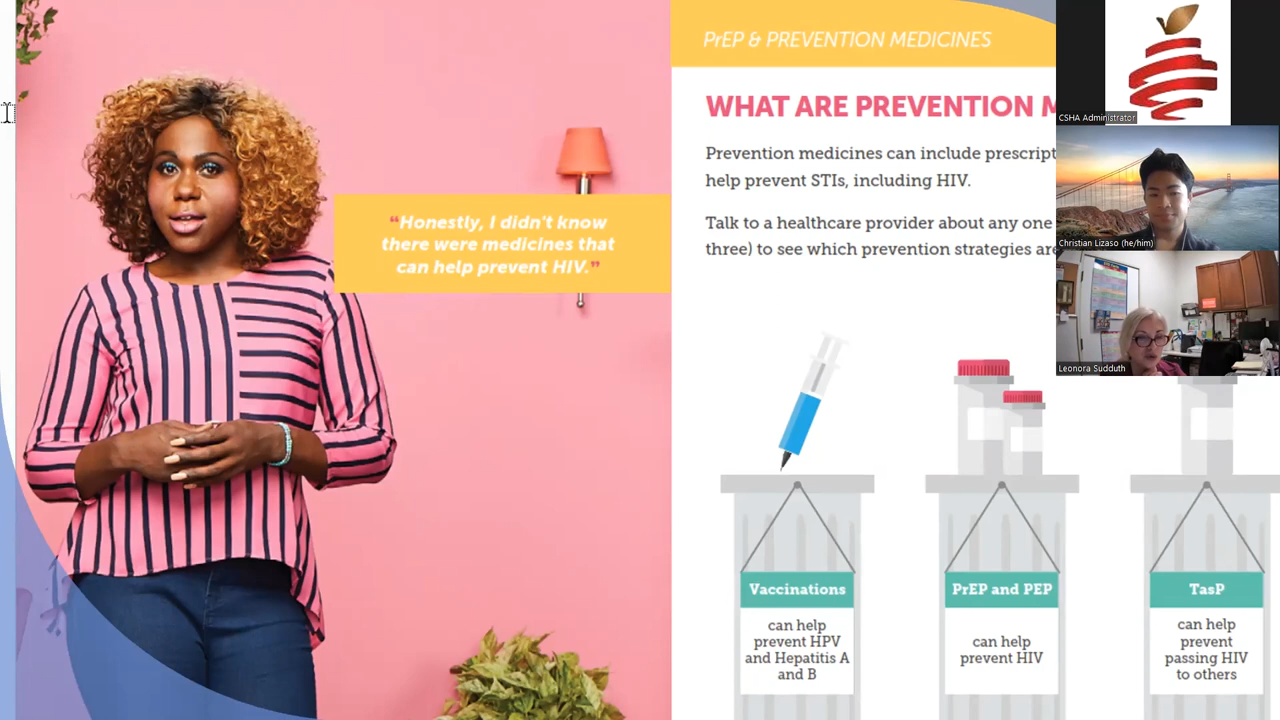 “Honestly, I didn't know
there were medicines that
can help prevent HIV.”
PrEP & PREVENTION MEDICINES
WHAT ARE PREVENTION
Prevention medicines can include
help prevent STIs, including HIV.
Talk to a healthcare provider about any one
three) to see which prevention strategies are
Vaccinations
can help
prevent HPV
and Hepatitis A
and B
PrEP and PEP
can help
prevent HIV
TasP
can help
prevent
passing HIV
to others
CSHA Administrator
Christian Lizaso (he/him)
Leonora Sudduth